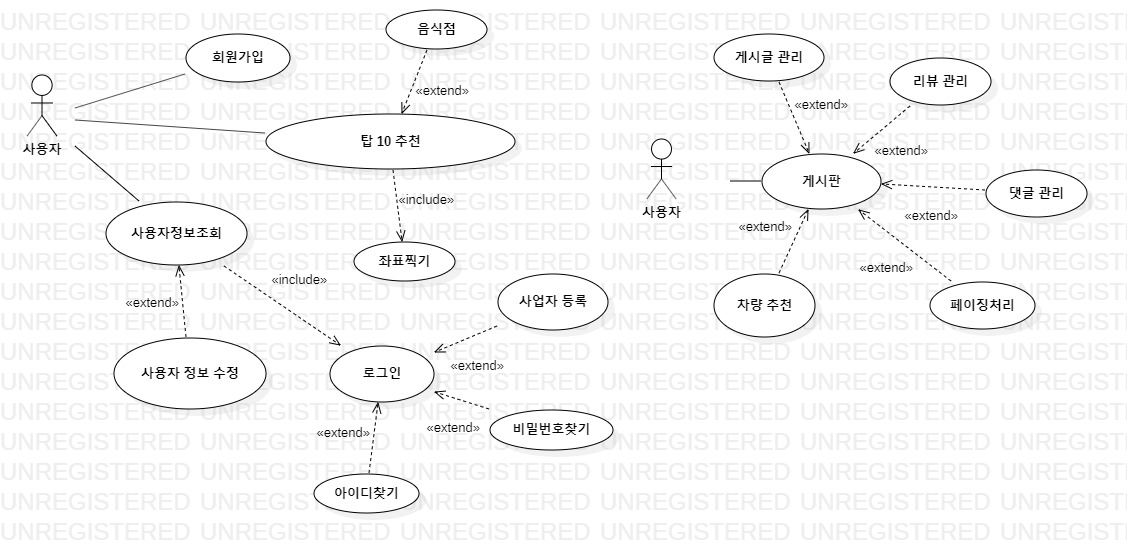 음식점
회원가입
«extend»
탑 10 추천
사용자
«include»
사용자정보조회
좌표찍기
«include»
«extend»
사업자 등록
사용자 정보 수정
로그인
«extend»
«extend»
«extend»
비밀번호찾기
아이디찾기
게시글 관리
리뷰 관리
«extend»
«extend»
사용자
게시판
댓글 관리
«extend»
«extend»
«extend»
차량 추천
페이징처리
UNREGISTERED